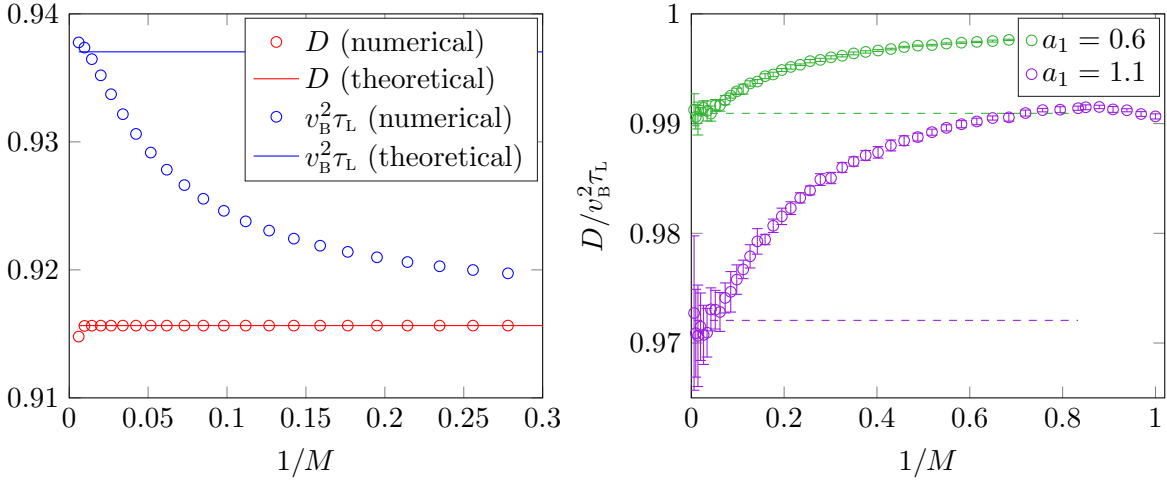 0.94
0.93
0.92
0.91
0
0.05
0.1
0.15
0.2
0.25
0.3
1/M
D (numerical)
D (theoretical)
v_B^2 τ_L (numerical)
v_B^2 τ_L (theoretical)
1
0.99
0.98
0.97
D/v_B^2 τ_L
0
0.2
0.4
0.6
0.8
1
1/M
a_1 = 0.6
a_1 = 1.1